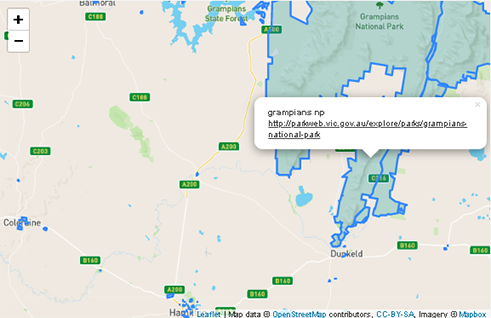 Balmoral
C188
Grampians
State Forest
Grampians
National Park
A200
+
−
C206
C188
×
grampians np
http://parkweb.vic.gov.au/explore/parks/grampians-
national-park
C203
A200
A200
Coleraine
Dunkeld
B160
B160
B160
A200
B160
Leaflet | Map data © OpenStreetMap contributors, CC-BY-SA, Imagery © Mapbox